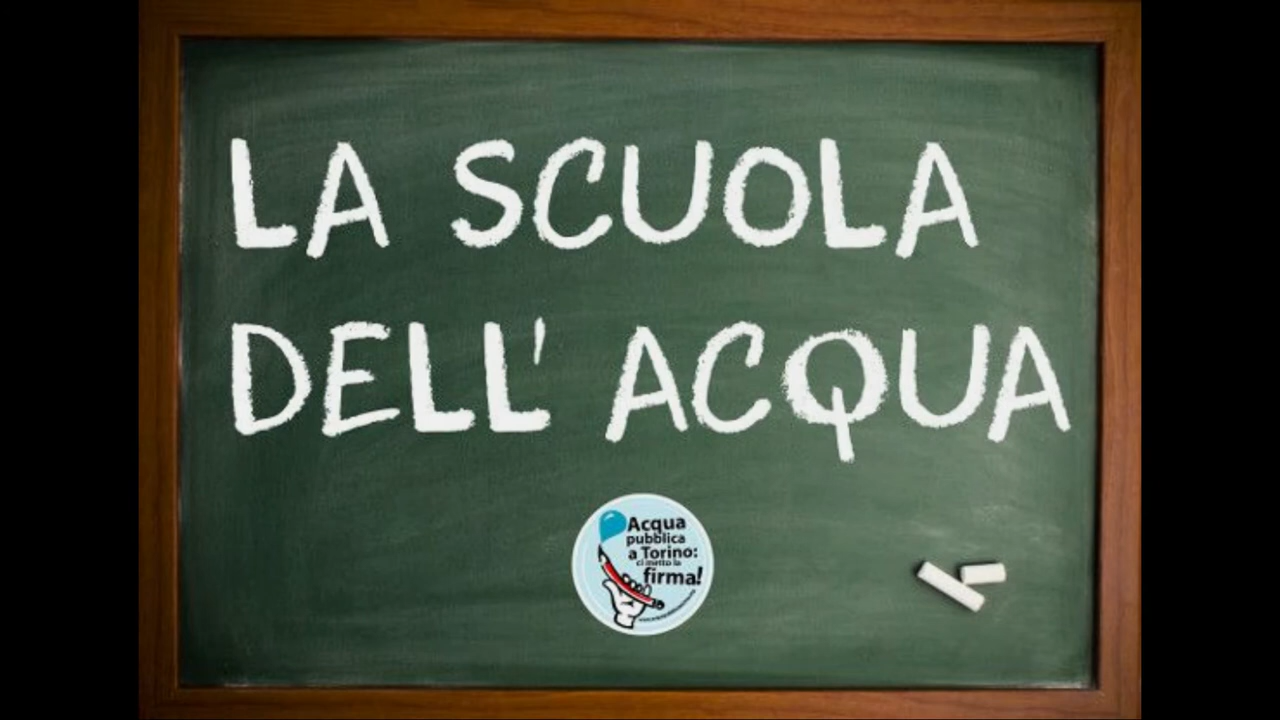 LA SCUOLA
DELL' ACQUA
Acqua
pubblica
a Torino:
ci metto la
firma!